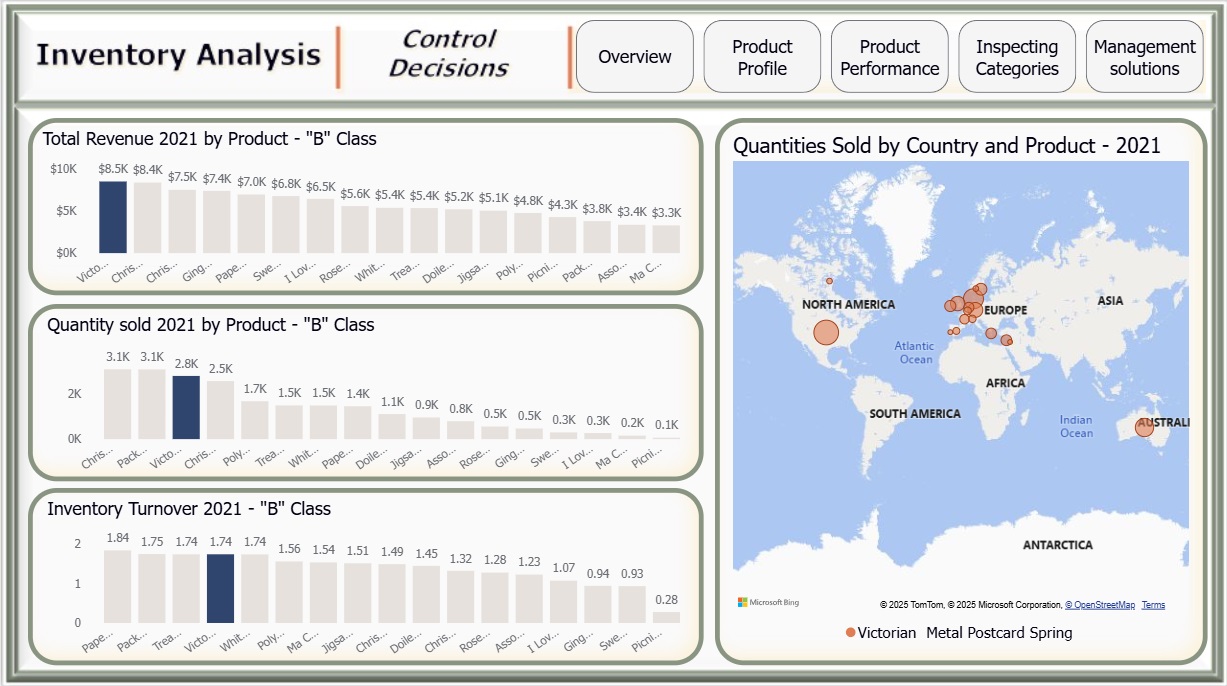 Inventory Analysis
Control
Decisions
Overview
Product
Profile
Product
Performance
Inspecting
Categories
Management
solutions
Total Revenue 2021 by Product - "B" Class
$10K
$5K
$0K
$8.5K $8.4K $7.5K $7.4K $7.0K $6.8K $6.5K $5.6K $5.4K $5.4K $5.2K $5.1K $4.8K $4.3K $3.8K $3.4K $3.3K
Victo... Chris... Chris... Ging... Pape... Swe... I Lov... Rose... Whit... Trea... Doile... Jigsa... Poly... Picni... Pack... Asso... Ma C...
Quantity sold 2021 by Product - "B" Class
2K
0K
3.1K 3.1K 2.8K 2.5K 1.7K 1.5K 1.5K 1.4K 1.1K 0.9K 0.8K 0.5K 0.5K 0.3K 0.3K 0.2K 0.1K
Chris... Pack... Victo... Chris... Poly... Trea... Whit... Pape... Doile... Jigsa... Asso... Rose... Ging... Swe... I Lov... Ma C... Picni...
Inventory Turnover 2021 - "B" Class
2
1
0
1.84 1.75 1.74 1.74 1.74 1.56 1.54 1.51 1.49 1.45 1.32 1.28 1.23 1.07 0.94 0.93 0.28
Pape... Pack... Trea... Victo... Whit... Poly... Ma C... Jigsa... Chris... Doile... Chris... Rose... Asso... I Lov... Ging... Swe... Picni...
Quantities Sold by Country and Product - 2021
NORTH AMERICA
EUROPE
ASIA
Atlantic
Ocean
AFRICA
SOUTH AMERICA
Indian
Ocean
AUSTRALI
ANTARCTICA
Microsoft Bing
© 2025 TomTom, © 2025 Microsoft Corporation, © OpenStreetMap Terms
Victorian Metal Postcard Spring